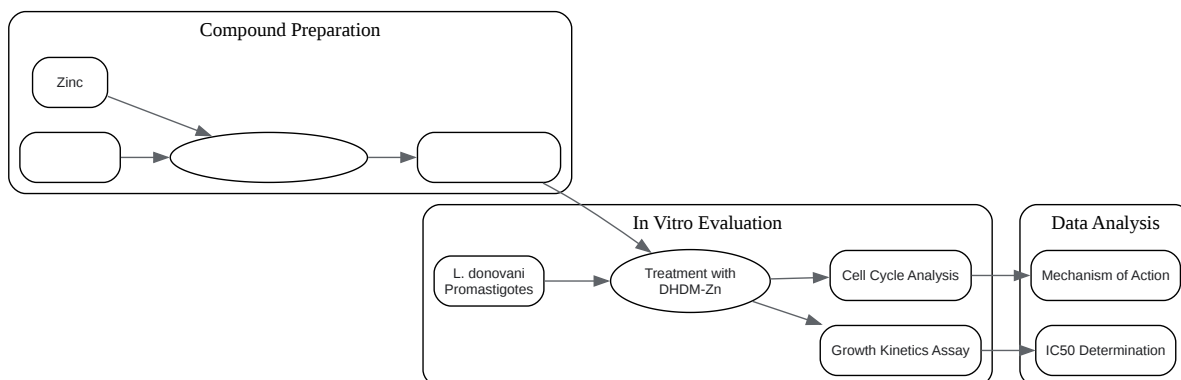 Compound Preparation
Zinc
In Vitro Evaluation
L. donovani
Promastigotes
Treatment with
DHDM-Zn
Cell Cycle Analysis
Growth Kinetics Assay
Data Analysis
Mechanism of Action
IC50 Determination